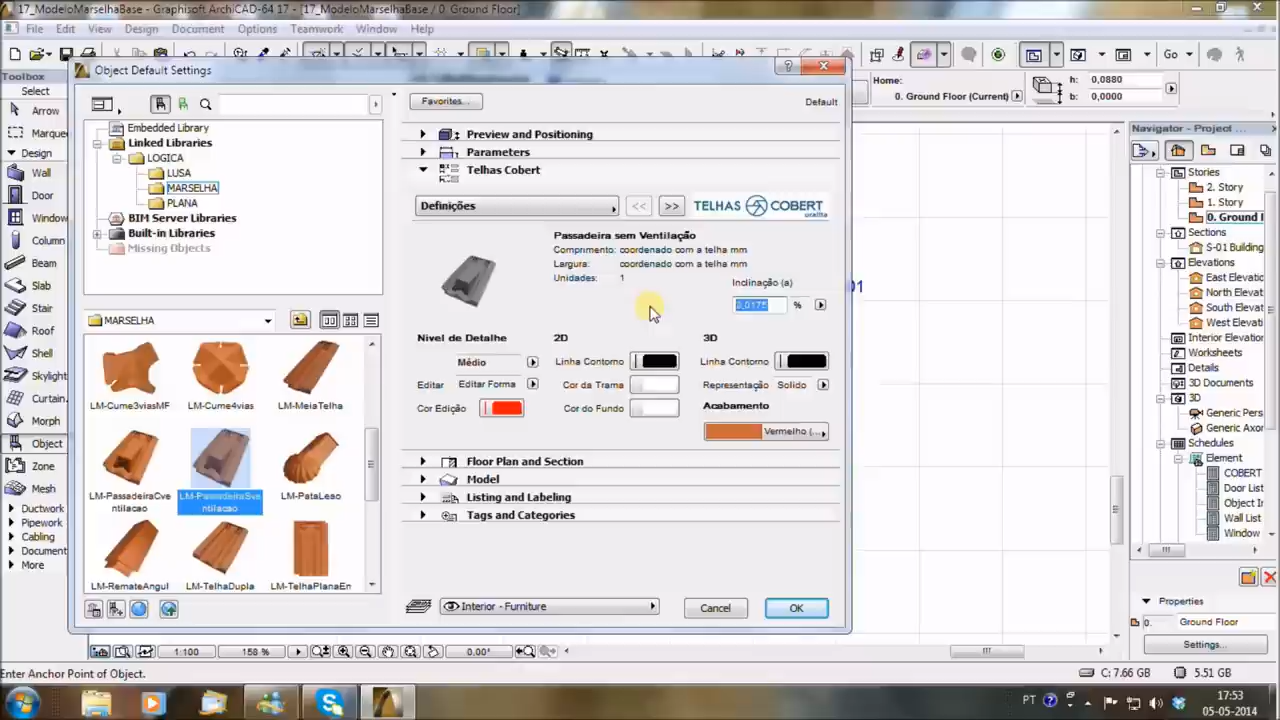 17_ModeloMarselhaBase - Graphisoft ArchiCAD-64 17 - [17_ModeloMarselhaBase / 0. Ground Floor]
File Edit View Design Document Options Teamwork Window Help
Go
Object Default Settings
Toolbox
Select
Arrow
Marquee
Design
Wall
Door
Window
Column
Beam
Slab
Stair
Roof
Shell
Skylight
Curtain.
Morph
Object
Zone
Mesh
Ductwork
Pipework
Cabling
Document
More
Embedded Library
Linked Libraries
LOGICA
LUSA
MARSELHA
PLANA
BIM Server Libraries
Built-in Libraries
Missing Objects
MARSELHA
LM-Cume3viasMF
LM-Cume4vias
LM-MeiaTelha
LM-PassadeiraCve
ntilacao
LM-PassadeiraSve
ntilacao
LM-PataLeao
LM-RemateAngul
LM-TelhaDupla
LM-TelhaPlanaEn
Favorites...
Default
Preview and Positioning
Parameters
Telhas Cobert
Definições
<<
>>
TELHAS COBERT
Passadeira sem Ventilação
Comprimento: coordenado com a telha mm
Largura: coordenado com a telha mm
Unidades: 1
Inclinação (a)
0,0175
%
Nivel de Detalhe
2D
3D
Médio
Linha Contorno
Linha Contorno
Editar
Editar Forma
Cor da Trama
Representação
Solido
Cor Edição
Cor do Fundo
Acabamento
Vermelho (...
Floor Plan and Section
Model
Listing and Labeling
Tags and Categories
Interior - Furniture
Cancel
OK
Home:
0. Ground Floor (Current)
h: 0,0880
b: 0,0000
01
Navigator - Project ...
Stories
2. Story
1. Story
0. Ground
Sections
S-01 Building
Elevations
East Elevati
North Elevat
South Elevat
West Elevati
Interior Elevatio
Worksheets
Details
3D Documents
3D
Generic Pers
Generic Axon
Schedules
Element
COBERT
Door List
Object In
Wall List
Window
Properties
0.
Ground Floor
Settings...
1:100
158 %
0,00°
Enter Anchor Point of Object.
C: 7.66 GB
5.51 GB
PT
17:53
05-05-2014